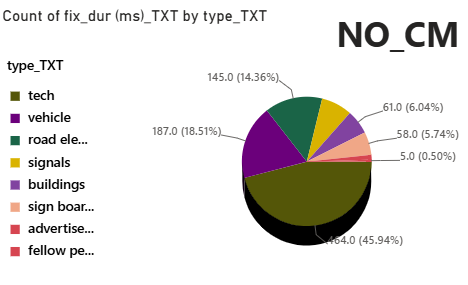 Count of fix_dur (ms)_TXT by type_TXT
NO_CM
type_TXT
tech
vehicle
road ele...
signals
buildings
sign boar...
advertise...
fellow pe...
145.0 (14.36%)
61.0 (6.04%)
187.0 (18.51%)
58.0 (5.74%)
5.0 (0.50%)
464.0 (45.94%)